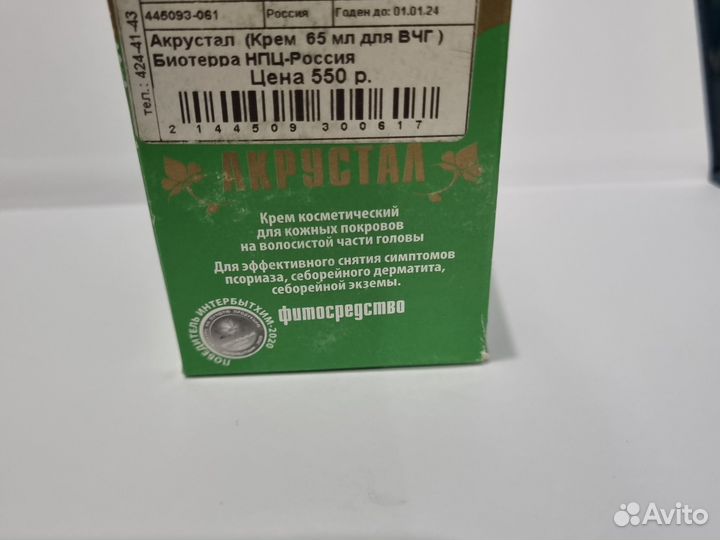 445093-061 Россия Годен до: 01.01.24
тел.: 424-41-43
Акрустал (Крем 65 мл для ВЧГ)
Биотерра НПЦ-Россия
Цена 550 р.
2 144509 300617
АКРУСТАЛ
Крем косметический
для кожных покровов
на волосистой части головы
Для эффективного снятия симптомов
псориаза, себорейного дерматита,
себорейной экземы.
фитосредство
ПОБЕДИТЕЛЬ ИНТЕРБЫТХИМ-2020
Avito